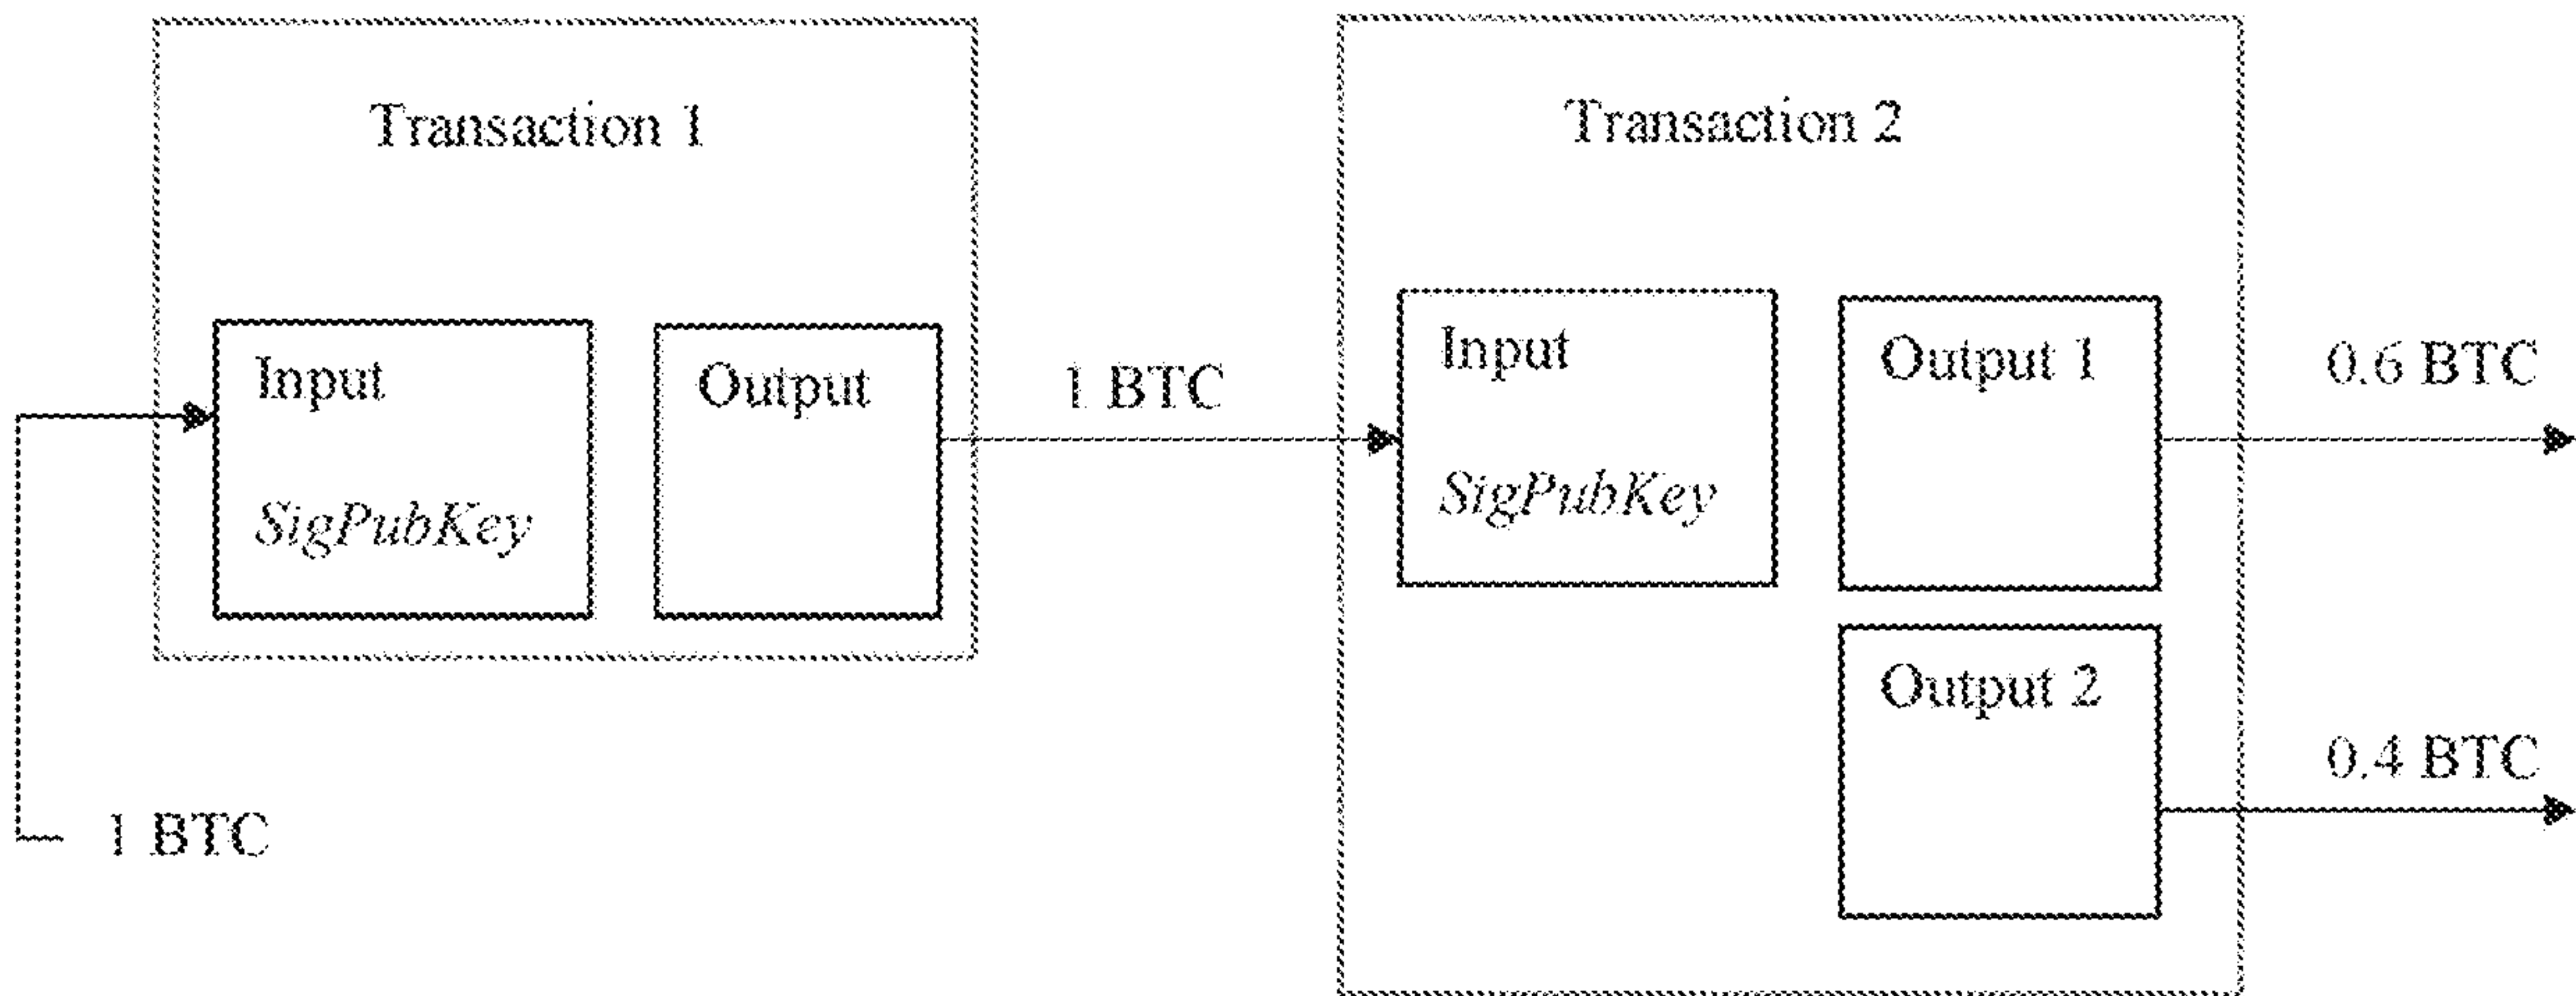 Transaction 1
Input
SigPubKey
Output
1 BTC
1 BTC
Transaction 2
Input
SigPubKey
Output 1
Output 2
0.6 BTC
0.4 BTC